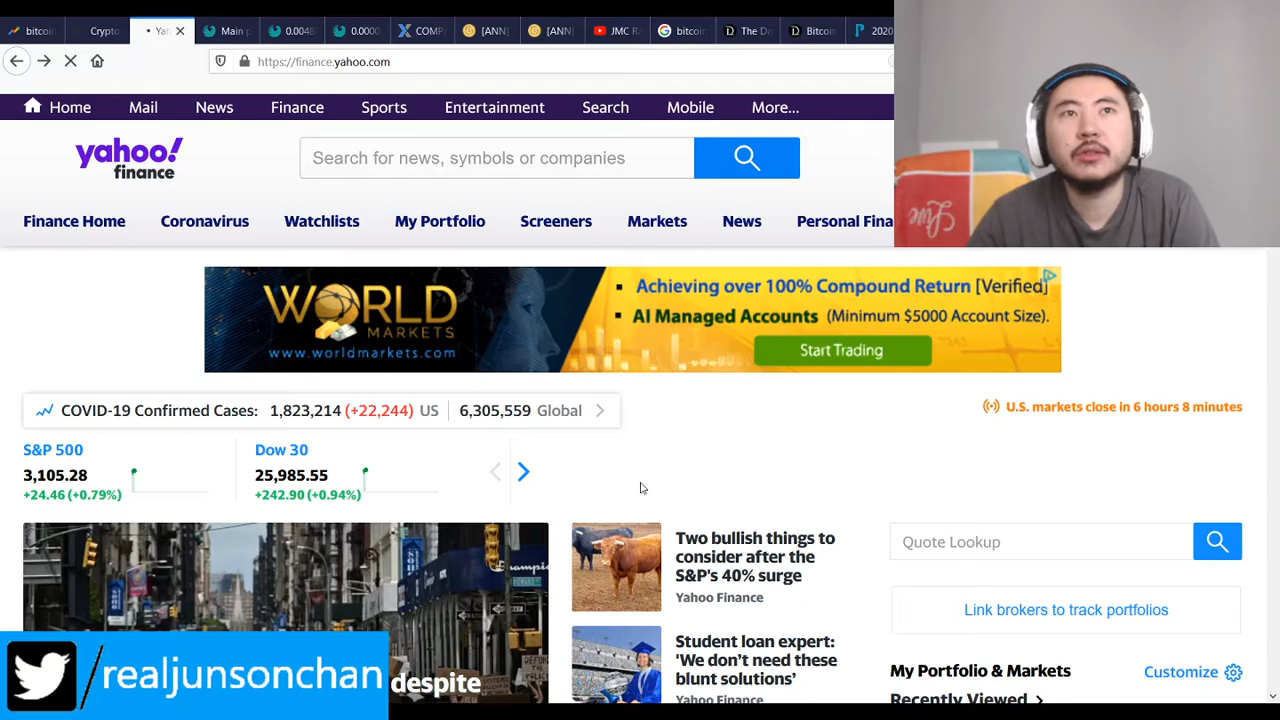 bitcoin
Crypto
Yah
Main p
0.0048
0.0000
COMP
[ANN]
[ANN]
JMC R
bitcoin
The Da
Bitcoin
2020
https://finance.yahoo.com
Home
Mail
News
Finance
Sports
Entertainment
Search
Mobile
More...
yahoo!
finance
Search for news, symbols or companies
Finance Home
Coronavirus
Watchlists
My Portfolio
Screeners
Markets
News
Personal Fina
Live
WORLD
MARKETS
www.worldmarkets.com
Achieving over 100% Compound Return [Verified]
AI Managed Accounts (Minimum $5000 Account Size).
Start Trading
COVID-19 Confirmed Cases: 1,823,214 (+22,244) US 6,305,559 Global
U.S. markets close in 6 hours 8 minutes
S&P 500
3,105.28
+24.46 (+0.79%)
Dow 30
25,985.55
+242.90 (+0.94%)
Two bullish things to
consider after the
S&P's 40% surge
Yahoo Finance
Student loan expert:
'We don't need these
blunt solutions'
Yahoo Finance
Quote Lookup
Link brokers to track portfolios
My Portfolio & Markets
Customize
Recently Viewed
/realjunsonchan
despite